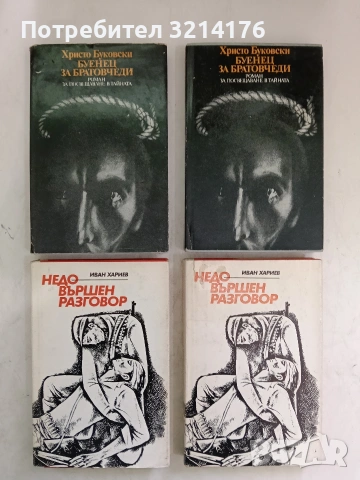 Потребител 3214176
Христо Буковски
БУЕНЕЦ
ЗА БРАТОВЧЕДИ
РОМАН
ЗА ПОСВЕЩАВАНЕ В ТАЙНАТА
Христо Буковски
БУЕНЕЦ
ЗА БРАТОВЧЕДИ
РОМАН
ЗА ПОСВЕЩАВАНЕ В ТАЙНАТА
ИВАН ХАРИЕВ
НЕДО
ВЪРШЕН
РАЗГОВОР
ИВАН ХАРИЕВ
НЕДО
ВЪРШЕН
РАЗГОВОР
BAZAR